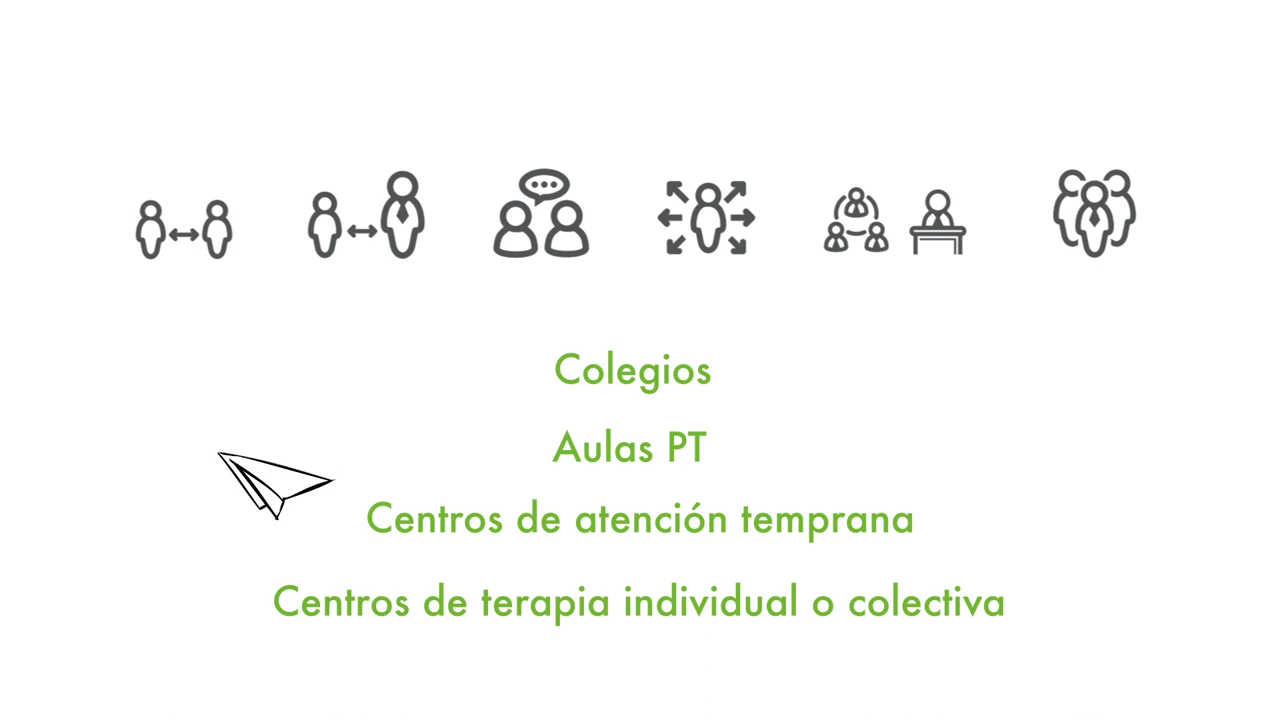 Colegios
Aulas PT
Centros de atención temprana
Centros de terapia individual o colectiva